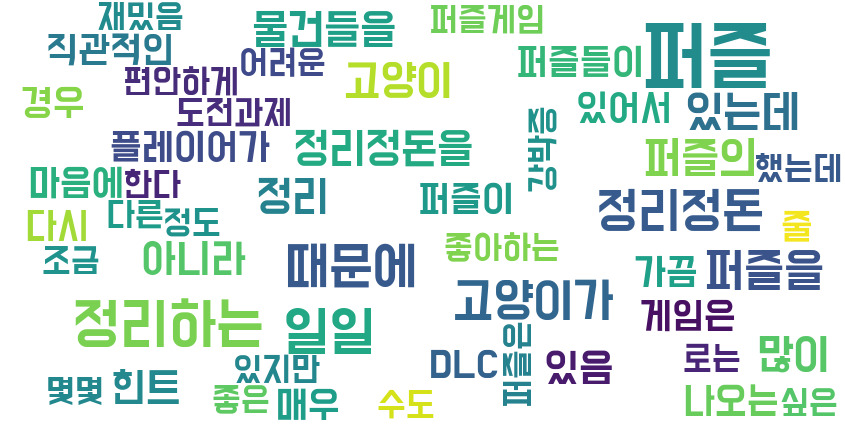 재밌음
물건들을
퍼즐게임
퍼즐
직관적인
어려운
퍼즐들이
편안하게
고양이
경우
도전과제
있어서
있는데
플레이어가
정리정돈을
강박증
퍼즐의
했는데
마음에
한다
정리
퍼즐이
정리정돈
다시
다른
정도
줄
조금
아니라
때문에
좋아하는
가끔
퍼즐을
정리하는
일일
고양이가
게임은
있지만
DLC
퍼즐은
있음
로는
많이
몇몇
힌트
좋은
매우
수도
나오는
싶은